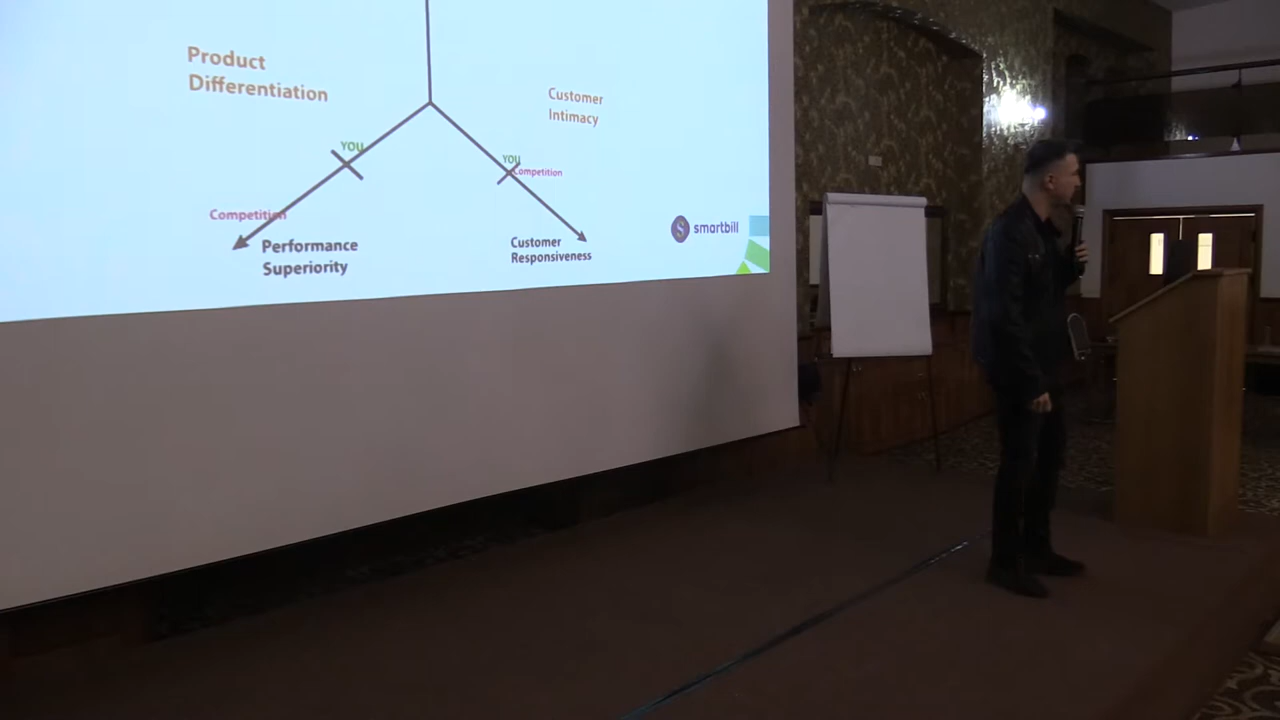 Product
Differentiation
Customer
Intimacy
YOU
YOU
Competition
Competition
Performance
Superiority
Customer
Responsiveness
smartbill